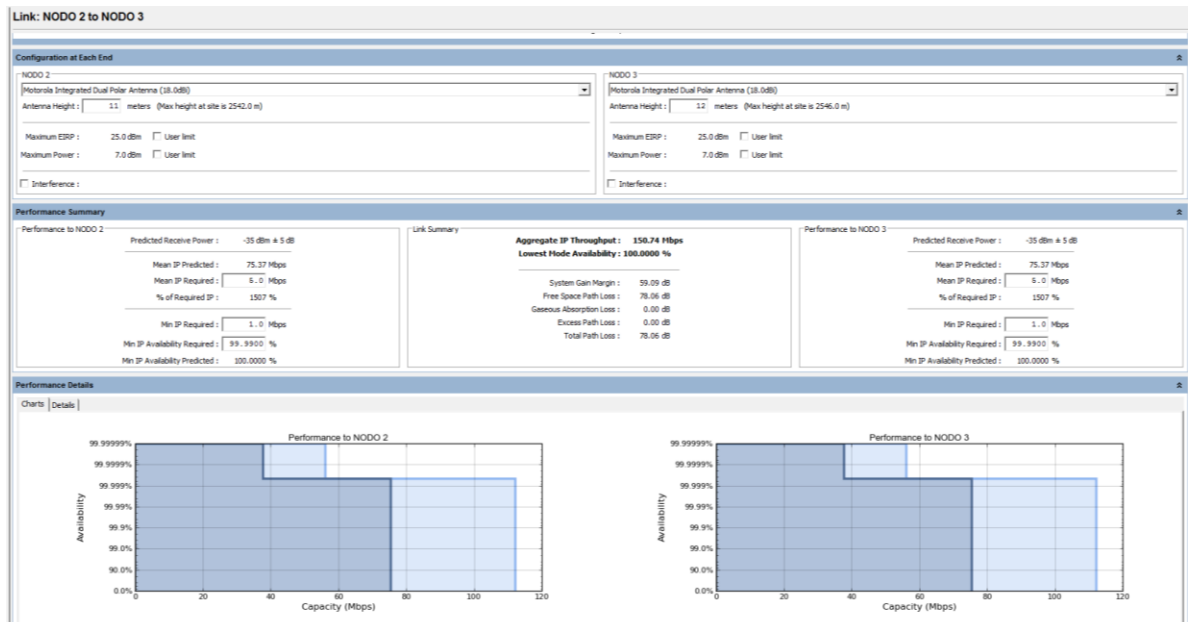 Link: NODO 2 to NODO 3
Configuration at Each End
NODO 2
Motorola Integrated Dual Polar Antenna (18.0dBi)
Antenna Height : 11 meters (Max height at site is 2542.0 m)
Maximum EIRP : 25.0 dBm User limit
Maximum Power : 7.0 dBm User limit
Interference :
NODO 3
Motorola Integrated Dual Polar Antenna (18.0dBi)
Antenna Height : 12 meters (Max height at site is 2546.0 m)
Maximum EIRP : 25.0 dBm User limit
Maximum Power : 7.0 dBm User limit
Interference :
Performance Summary
Performance to NODO 2
Predicted Receive Power : -35 dBm ± 5 dB
Mean IP Predicted : 75.37 Mbps
Mean IP Required : 5.0 Mbps
% of Required IP : 1507 %
Min IP Required : 1.0 Mbps
Min IP Availability Required : 99.9900 %
Min IP Availability Predicted : 100.0000 %
Link Summary
Aggregate IP Throughput : 150.74 Mbps
Lowest Mode Availability : 100.0000 %
System Gain Margin : 59.09 dB
Free Space Path Loss : 78.06 dB
Gaseous Absorption Loss : 0.00 dB
Excess Path Loss : 0.00 dB
Total Path Loss : 78.06 dB
Performance to NODO 3
Predicted Receive Power : -35 dBm ± 5 dB
Mean IP Predicted : 75.37 Mbps
Mean IP Required : 5.0 Mbps
% of Required IP : 1507 %
Min IP Required : 1.0 Mbps
Min IP Availability Required : 99.9900 %
Min IP Availability Predicted : 100.0000 %
Performance Details
Charts Details
Performance to NODO 2
99.99999%
99.9999%
99.999%
99.99%
99.9%
99.0%
90.0%
0.0%
Availability
0 20 40 60 80 100 120
Capacity (Mbps)
Performance to NODO 3
99.99999%
99.9999%
99.999%
99.99%
99.9%
99.0%
90.0%
0.0%
Availability
0 20 40 60 80 100 120
Capacity (Mbps)